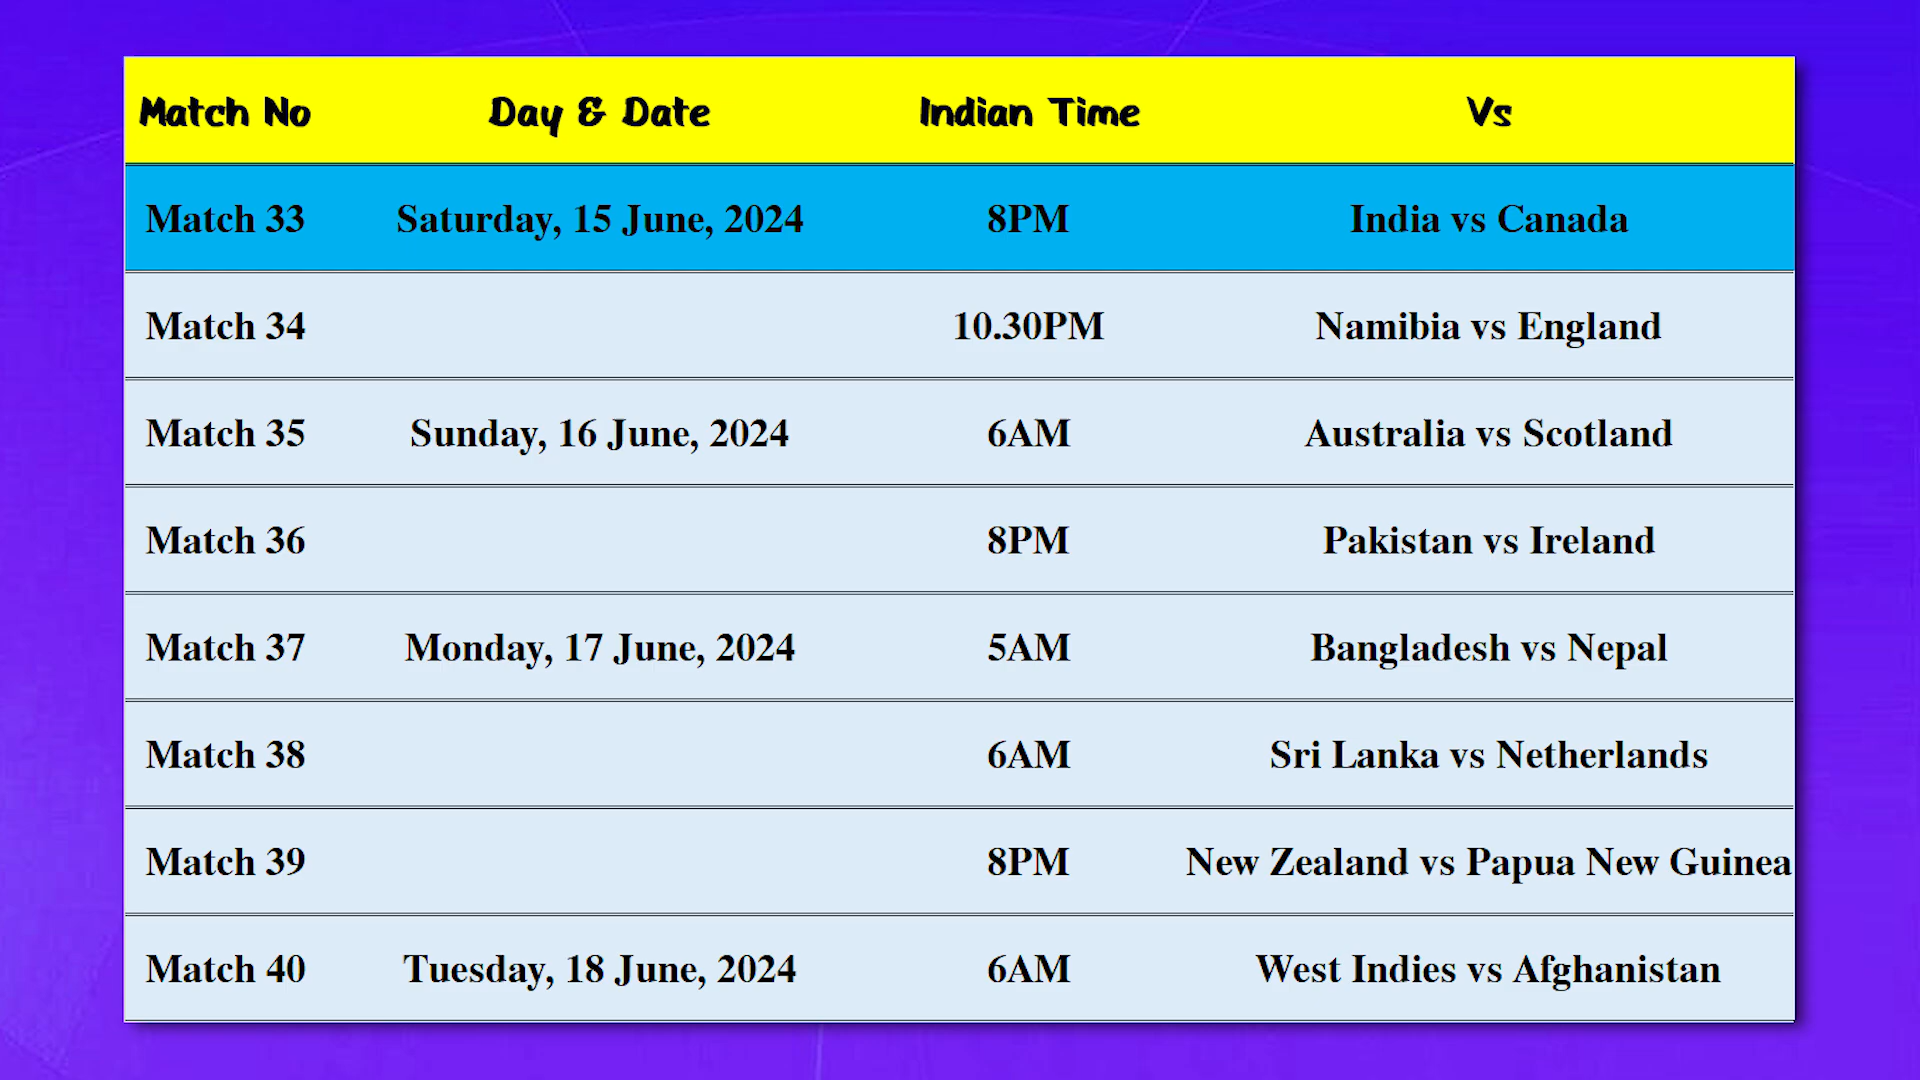 Match No Day & Date Indian Time Vs
Match 33 Saturday, 15 June, 2024 8PM India vs Canada
Match 34 10.30PM Namibia vs England
Match 35 Sunday, 16 June, 2024 6AM Australia vs Scotland
Match 36 8PM Pakistan vs Ireland
Match 37 Monday, 17 June, 2024 5AM Bangladesh vs Nepal
Match 38 6AM Sri Lanka vs Netherlands
Match 39 8PM New Zealand vs Papua New Guinea
Match 40 Tuesday, 18 June, 2024 6AM West Indies vs Afghanistan